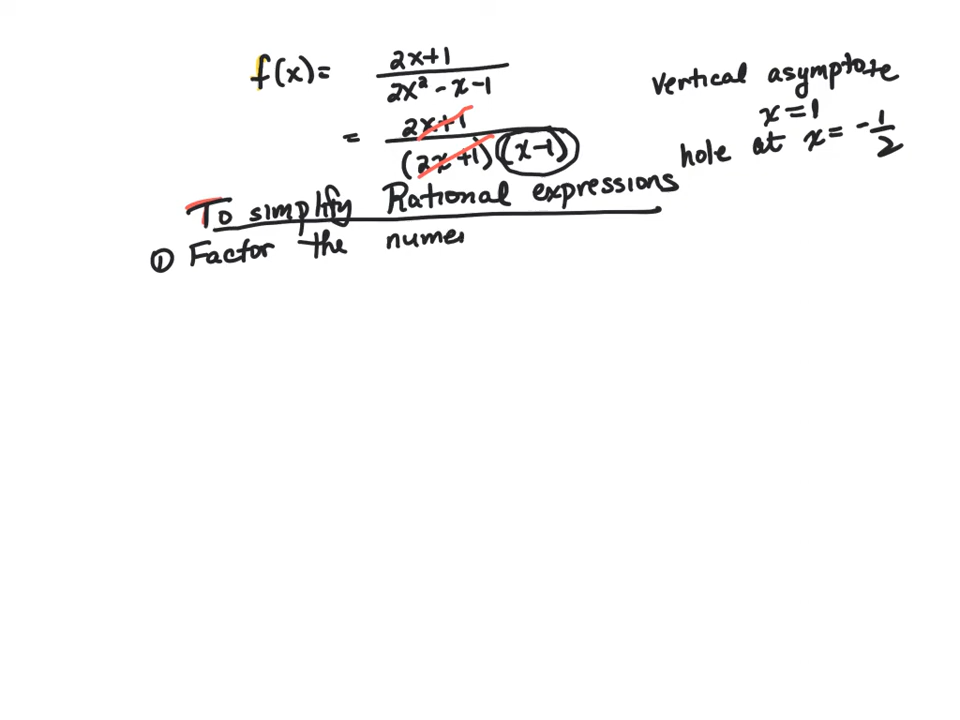 f(x)= 2x+1 / 2x² - x - 1
= 2x+1 / (2x+1)(x-1)
vertical asymptote
x=1
hole at x= -1/2
To simplify Rational expressions
① Factor the numer